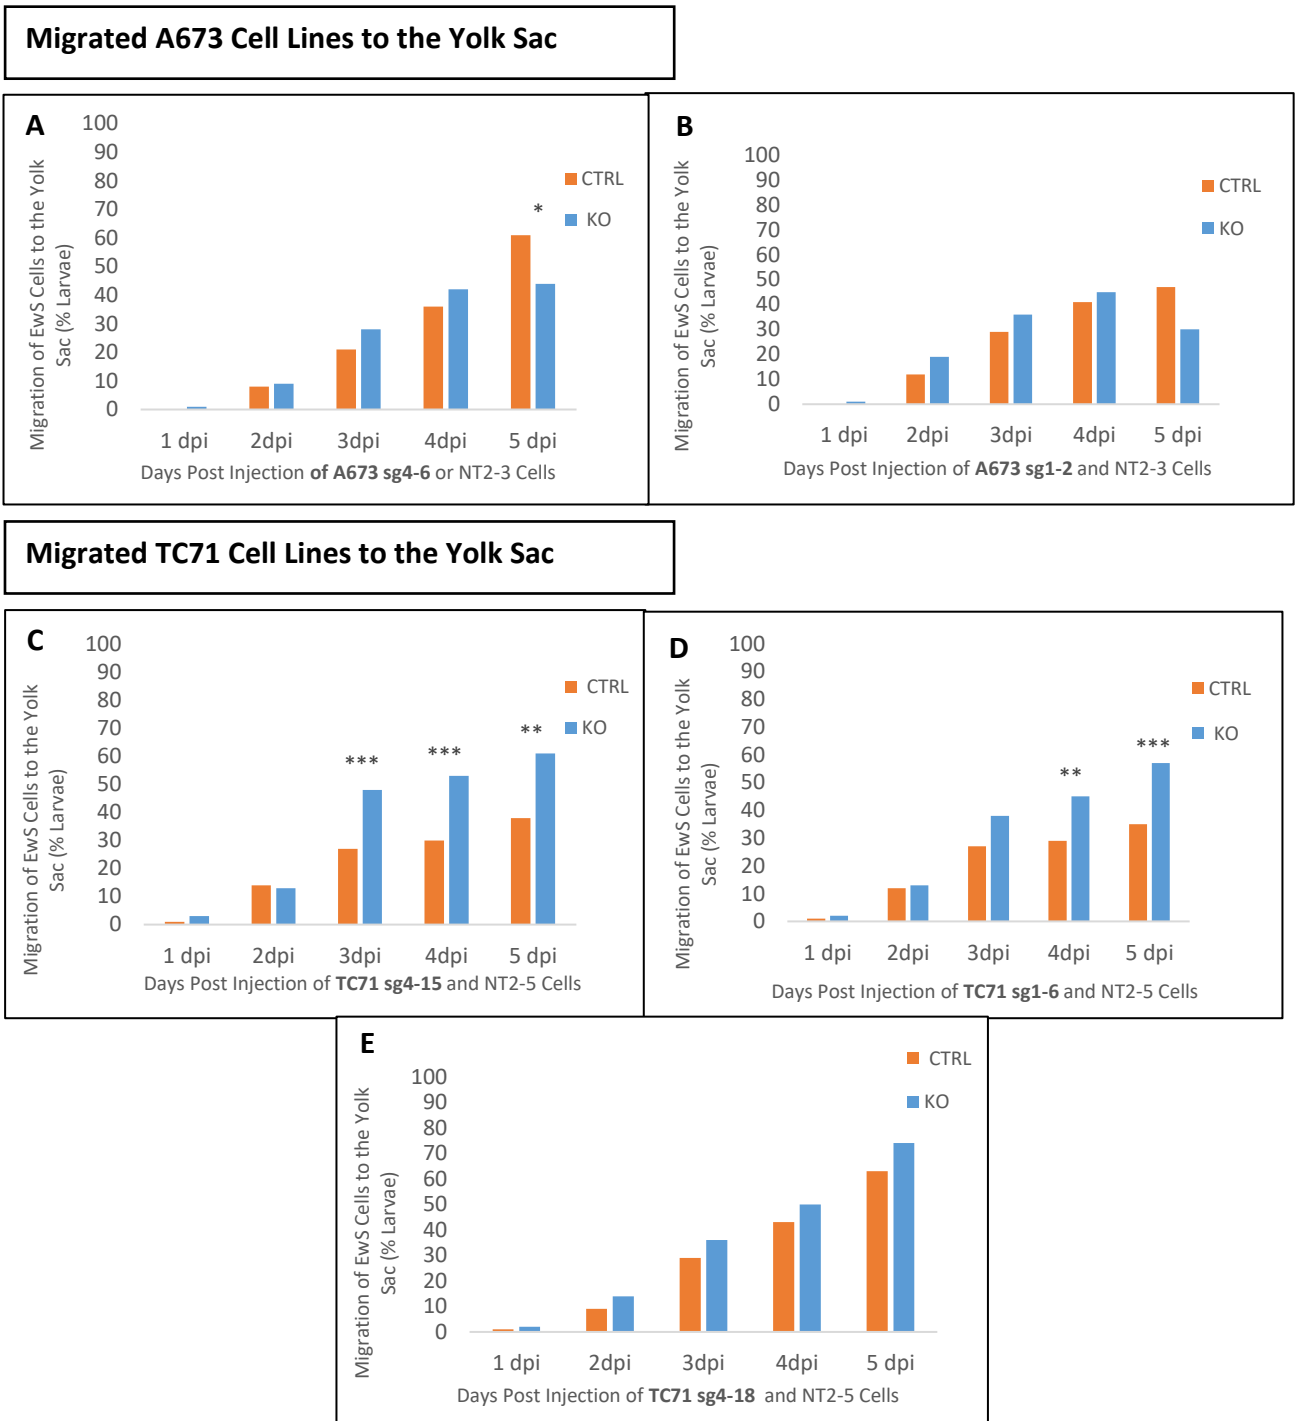 Migrated A673 Cell Lines to the Yolk Sac
A
Migration of EwS Cells to the Yolk
Sac (% Larvae)
100
90
80
70
60
50
40
30
20
10
0
CTRL
KO
*
1 dpi 2dpi 3dpi 4dpi 5 dpi
Days Post Injection of A673 sg4-6 or NT2-3 Cells
B
Migration of EwS Cells to the Yolk
Sac (% Larvae)
100
90
80
70
60
50
40
30
20
10
0
CTRL
KO
1 dpi 2dpi 3dpi 4dpi 5 dpi
Days Post Injection of A673 sg1-2 and NT2-3 Cells
Migrated TC71 Cell Lines to the Yolk Sac
C
Migration of EwS Cells to the Yolk
Sac (% Larvae)
100
90
80
70
60
50
40
30
20
10
0
CTRL
KO
*** *** **
1 dpi 2dpi 3dpi 4dpi 5 dpi
Days Post Injection of TC71 sg4-15 and NT2-5 Cells
D
Migration of EwS Cells to the Yolk
Sac (% Larvae)
100
90
80
70
60
50
40
30
20
10
0
CTRL
KO
** ***
1 dpi 2dpi 3dpi 4dpi 5 dpi
Days Post Injection of TC71 sg1-6 and NT2-5 Cells
E
Migration of EwS Cells to the Yolk
Sac (% Larvae)
100
90
80
70
60
50
40
30
20
10
0
CTRL
KO
1 dpi 2dpi 3dpi 4dpi 5 dpi
Days Post Injection of TC71 sg4-18 and NT2-5 Cells